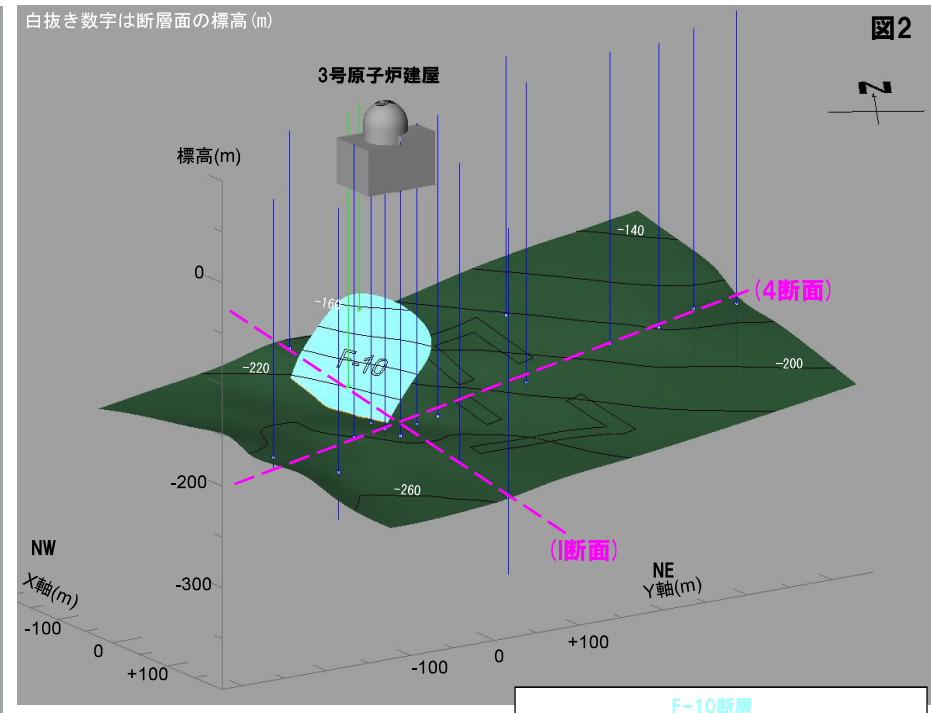 白抜き数字は断層面の標高(m)
図2
3号原子炉建屋
N
標高(m)
-140
0
(4断面)
-160
F-10
-220
-200
-200
-260
(I断面)
NW
NE
-300
X軸(m)
Y軸(m)
-100
0
+100
-100
0
+100
F-10断層